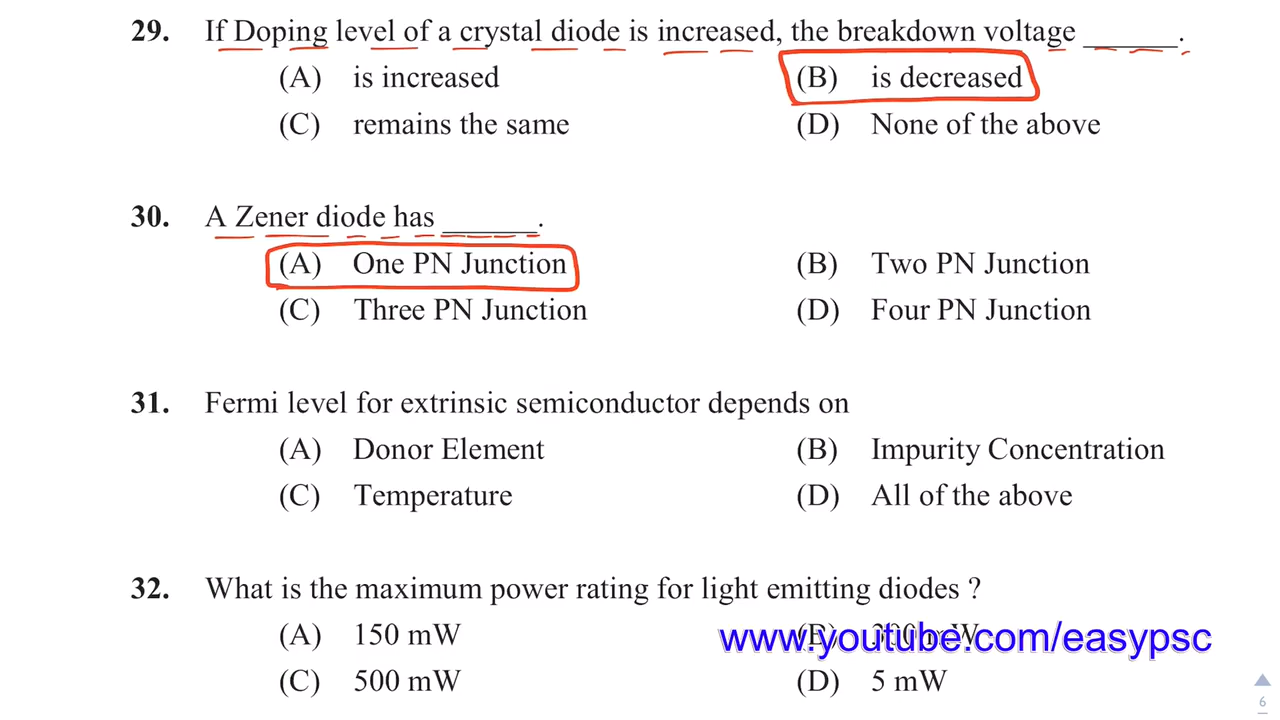 29. If Doping level of a crystal diode is increased, the breakdown voltage ______.
(A) is increased (B) is decreased
(C) remains the same (D) None of the above
30. A Zener diode has ______.
(A) One PN Junction (B) Two PN Junction
(C) Three PN Junction (D) Four PN Junction
31. Fermi level for extrinsic semiconductor depends on
(A) Donor Element (B) Impurity Concentration
(C) Temperature (D) All of the above
32. What is the maximum power rating for light emitting diodes ?
(A) 150 mW (B) mW
www.youtube.com/easypsc
(C) 500 mW (D) 5 mW
6